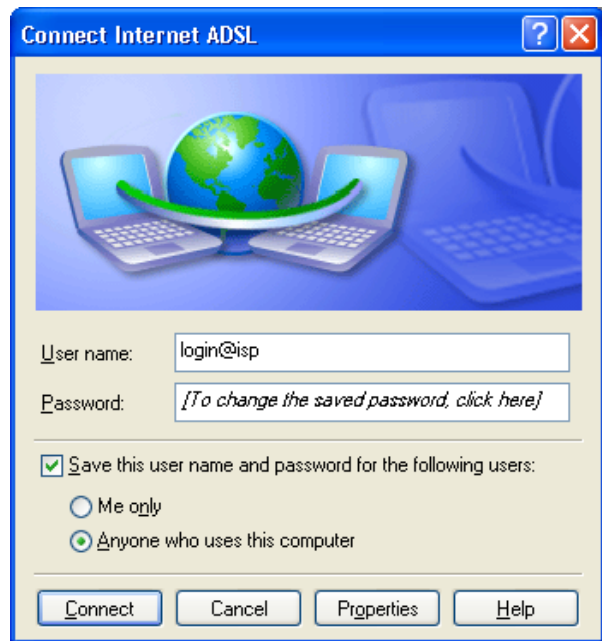 Connect Internet ADSL
User name:
login@isp
Password:
[To change the saved password, click here]
Save this user name and password for the following users:
Me only
Anyone who uses this computer
Connect Cancel Properties Help